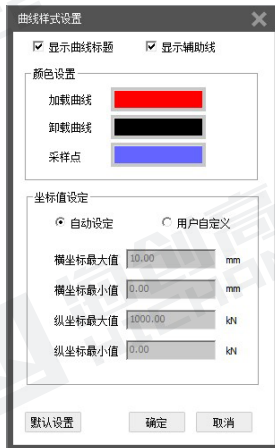 曲线样式设置
显示曲线标题 显示辅助线
颜色设置
加载曲线
卸载曲线
采样点
坐标值设定
自动设定 用户自定义
横坐标最大值 10.00 mm
横坐标最小值 0.00 mm
纵坐标最大值 1000.00 kN
纵坐标最小值 0.00 kN
默认设置 确定 取消